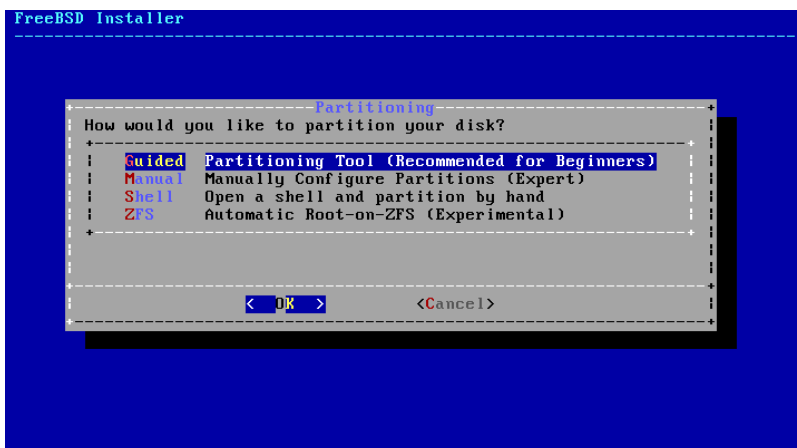 FreeBSD Installer
Partitioning
How would you like to partition your disk?
Guided Partitioning Tool (Recommended for Beginners)
Manual Manually Configure Partitions (Expert)
Shell Open a shell and partition by hand
ZFS Automatic Root-on-ZFS (Experimental)
< OK > <Cancel>